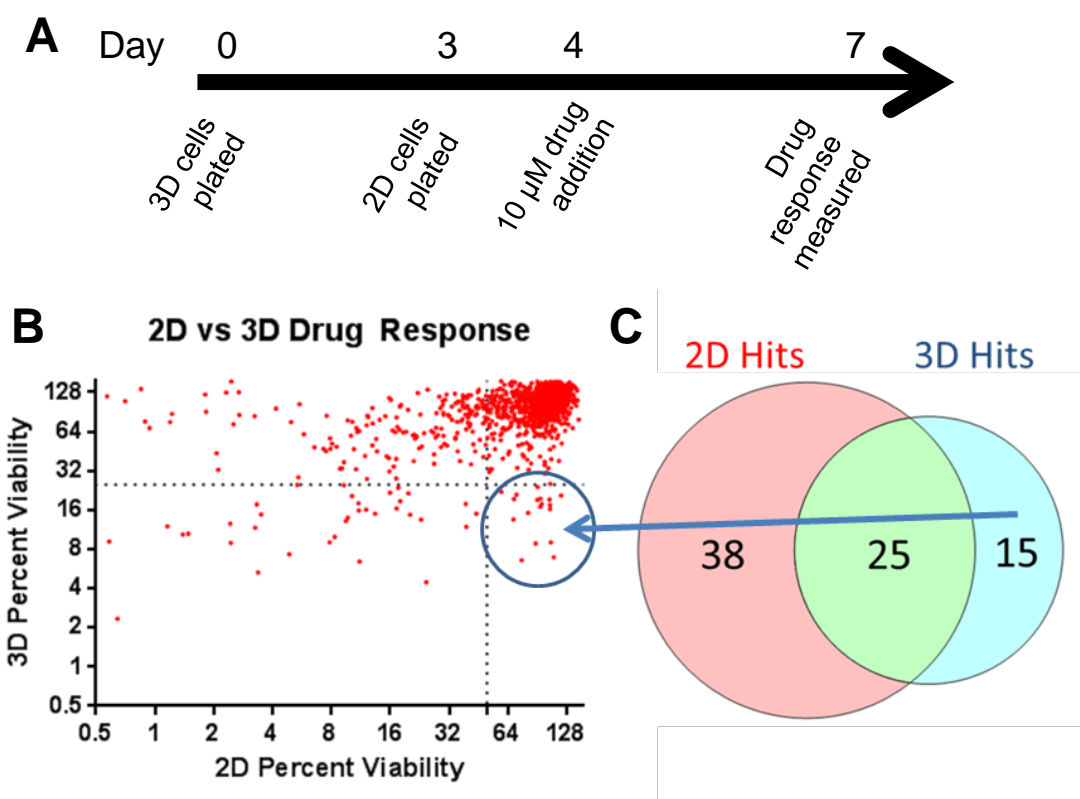 A
Day 0 3 4 7
3D cells
plated
2D cells
plated
10 µM drug
addition
Drug
response
measured
B
2D vs 3D Drug Response
3D Percent Viability
128
64
32
16
8
4
2
1
0.5
0.5 1 2 4 8 16 32 64 128
2D Percent Viability
C
2D Hits 3D Hits
38 25 15